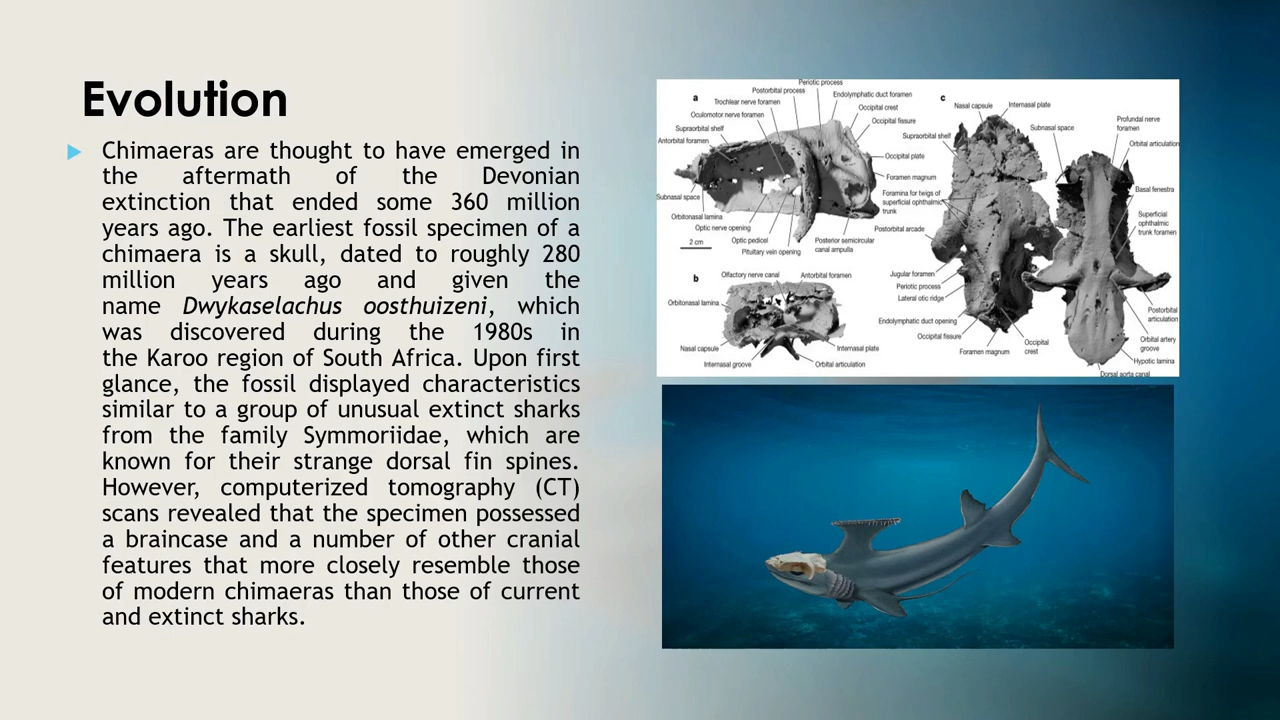 Evolution
Chimaeras are thought to have emerged in
the aftermath of the Devonian
extinction that ended some 360 million
years ago. The earliest fossil specimen of a
chimaera is a skull, dated to roughly 280
million years ago and given the
name Dwykaselachus oosthuizeni, which
was discovered during the 1980s in
the Karoo region of South Africa. Upon first
glance, the fossil displayed characteristics
similar to a group of unusual extinct sharks
from the family Symmoriidae, which are
known for their strange dorsal fin spines.
However, computerized tomography (CT)
scans revealed that the specimen possessed
a braincase and a number of other cranial
features that more closely resemble those
of modern chimaeras than those of current
and extinct sharks.
a
Periotic process
Postorbital process
Trochlear nerve foramen
Oculomotor nerve foramen
Supraorbital shelf
Antorbital foramen
Endolymphatic duct foramen
Occipital crest
Occipital fissure
Occipital plate
Foramen magnum
Subnasal space
Orbitonasal lamina
Optic nerve opening
Optic pedicel
Pituitary vein opening
Posterior semicircular
canal ampulla
2 cm
b
Olfactory nerve canal
Antorbital foramen
Orbitonasal lamina
Nasal capsule
Internasal groove
Internasal plate
Orbital articulation
c
Nasal capsule
Internasal plate
Supraorbital shelf
Subnasal space
Profundal nerve
foramen
Orbital articulation
Foramina for twigs of
superficial ophthalmic
trunk
Basal fenestra
Superficial
ophthalmic
trunk foramen
Postorbital arcade
Jugular foramen
Periotic process
Lateral otic ridge
Endolymphatic duct opening
Occipital fissure
Foramen magnum
Occipital
crest
Postorbital
articulation
Orbital artery
groove
Hypotic lamina
Dorsal aorta canal